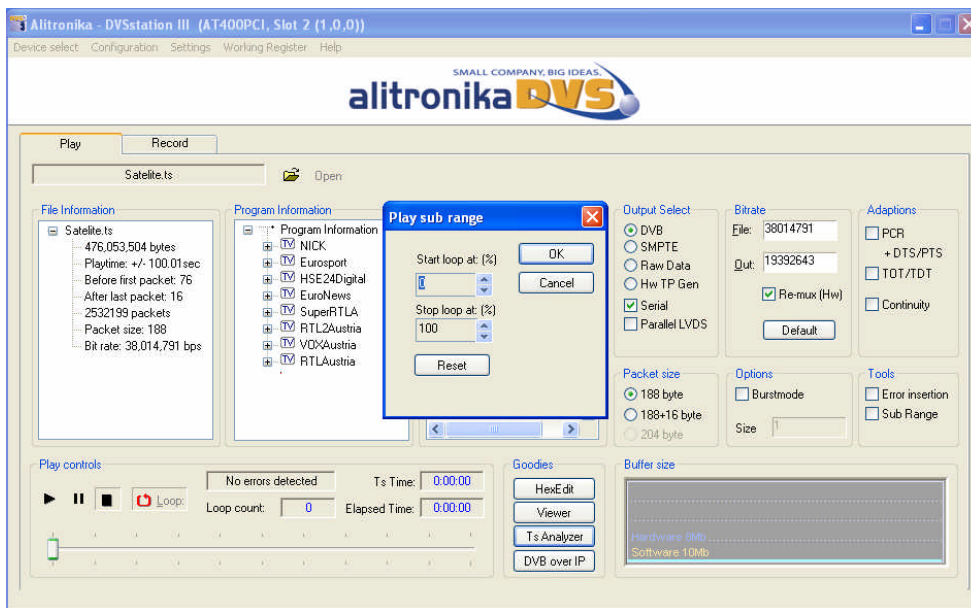 Alitronika - DVSstation III (AT400PCI, Slot 2 (1,0,0))
Device select Configuration Settings Working Register Help
SMALL COMPANY, BIG IDEAS.
alitronika DVS
Play Record
Satelite.ts Open
File Information
Satelite.ts
476,053,504 bytes
Playtime: +/- 100.01sec
Before first packet: 76
After last packet: 16
2532199 packets
Packet size: 188
Bit rate: 38,014,791 bps
Program Information
Program Information
TV NICK
TV Eurosport
TV HSE24Digital
TV EuroNews
TV SuperRTLA
TV RTL2Austria
TV VOXAustria
TV RTLAustria
Play sub range
Start loop at: (%)
0
OK
Cancel
Stop loop at: (%)
100
Reset
Output Select
DVB
SMPTE
Raw Data
Hw TP Gen
Serial
Parallel LVDS
Bitrate
File: 38014791
Out: 19392643
Re-mux (Hw)
Default
Adaptions
PCR
+ DTS/PTS
TOT/TDT
Continuity
Packet size
188 byte
188+16 byte
204 byte
Options
Burstmode
Size 1
Tools
Error insertion
Sub Range
Play controls
Loop:
No errors detected
Loop count: 0
Ts Time: 0:00:00
Elapsed Time: 0:00:00
Goodies
HexEdit
Viewer
Ts Analyzer
DVB over IP
Buffer size
Hardware 8Mb
Software 10Mb